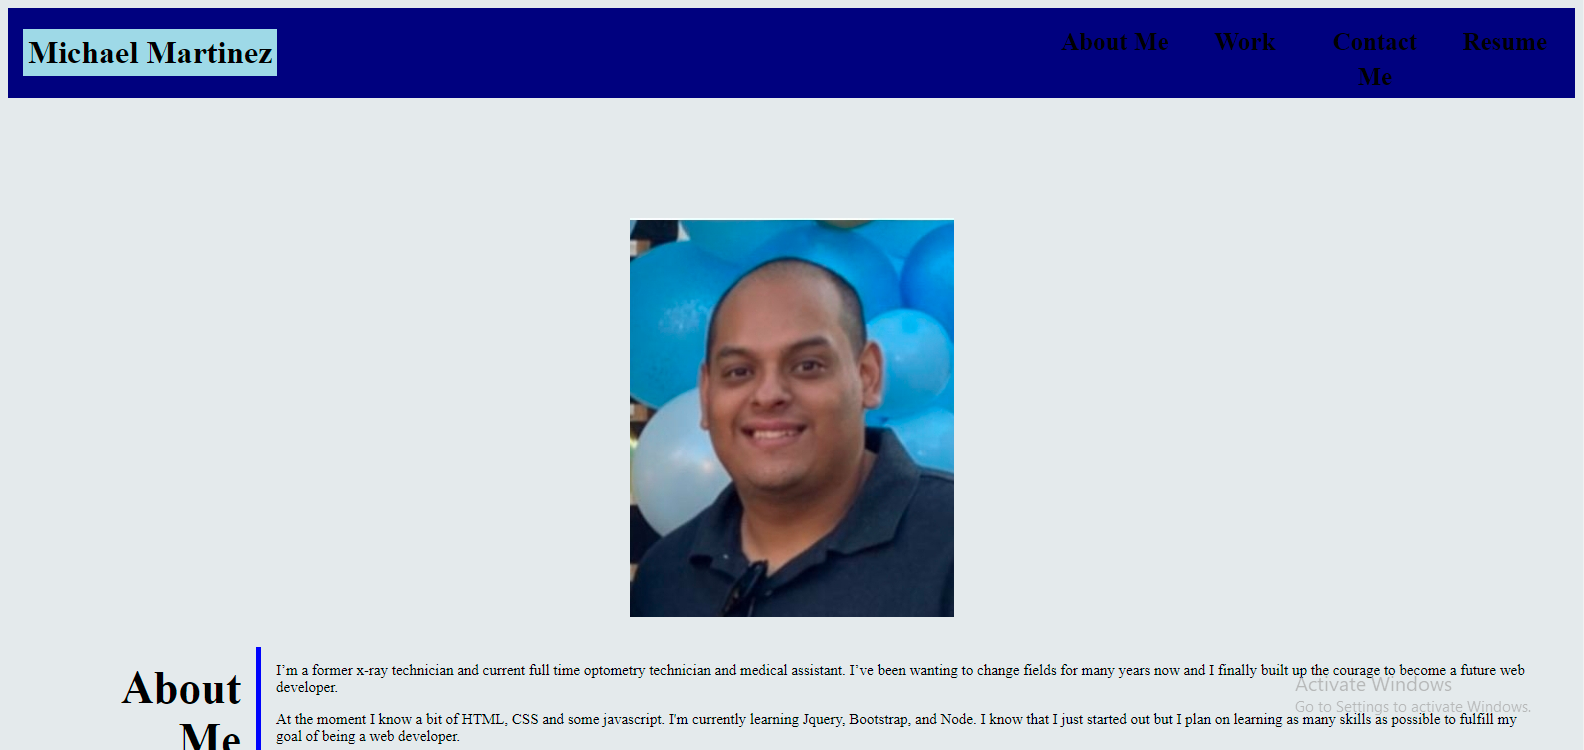 Michael Martinez
About Me Work Contact Resume
Me
About
Me
I’m a former x-ray technician and current full time optometry technician and medical assistant. I’ve been wanting to change fields for many years now and I finally built up the courage to become a future web
developer.
At the moment I know a bit of HTML, CSS and some javascript. I'm currently learning Jquery, Bootstrap, and Node. I know that I just started out but I plan on learning as many skills as possible to fulfill my
goal of being a web developer.
Activate Windows
Go to Settings to activate Windows.